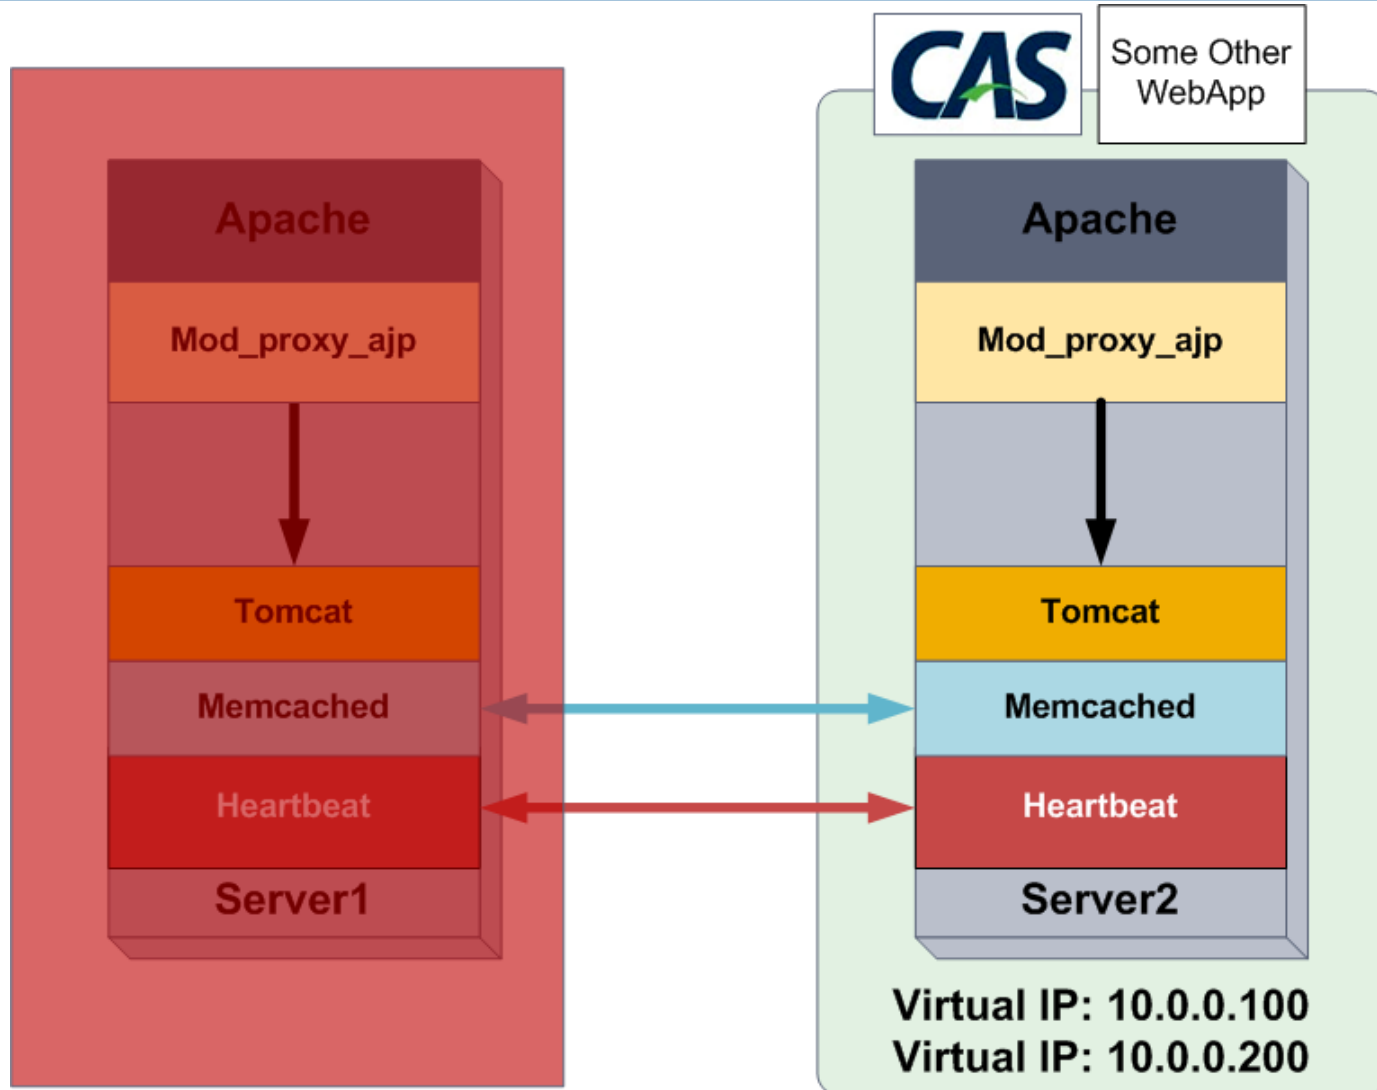 CAS
Some Other
WebApp
Apache
Mod_proxy_ajp
Tomcat
Memcached
Heartbeat
Server1
Apache
Mod_proxy_ajp
Tomcat
Memcached
Heartbeat
Server2
Virtual IP: 10.0.0.100
Virtual IP: 10.0.0.200